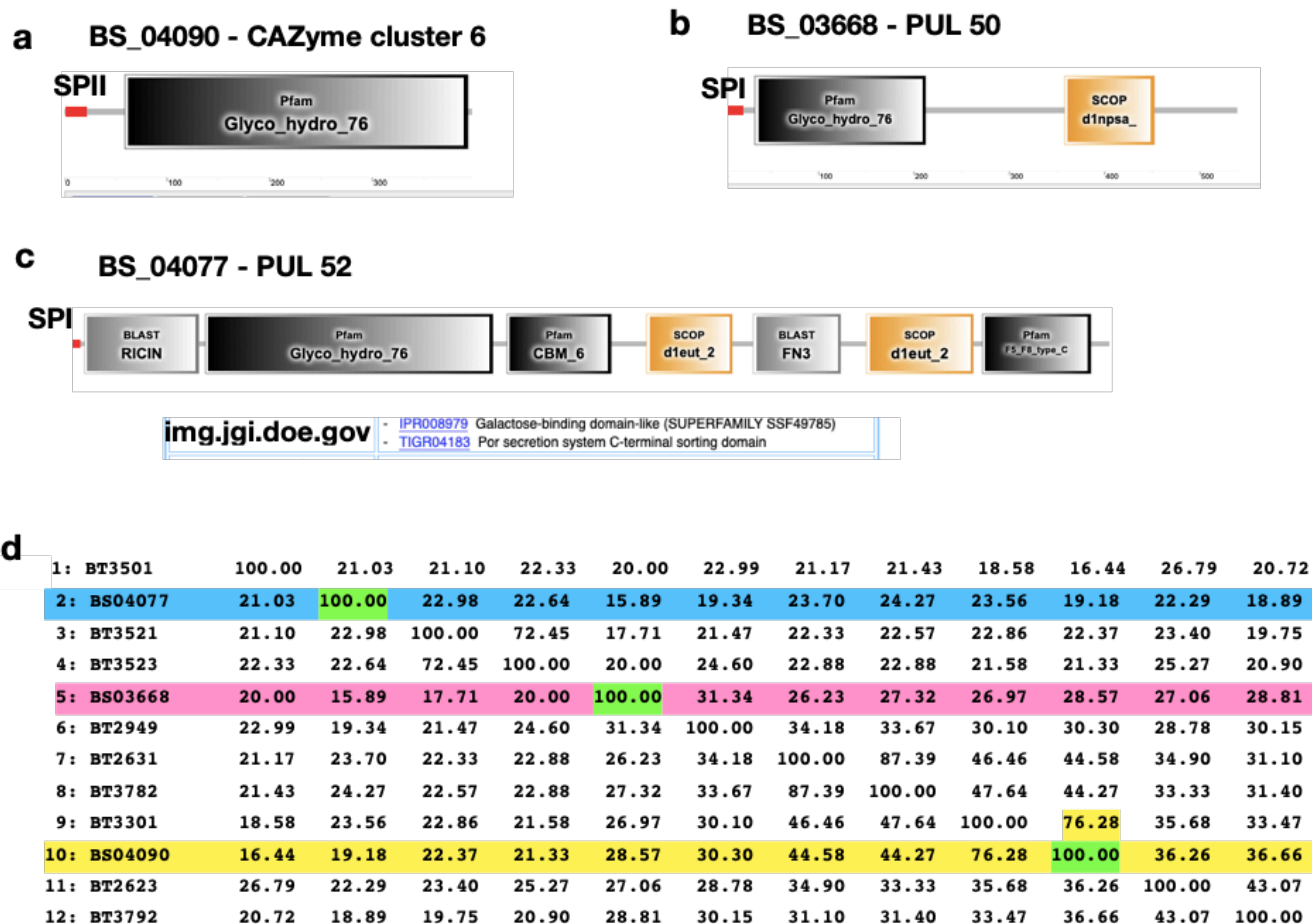 a BS_04090 - CAZyme cluster 6
SPII
Pfam
Glyco_hydro_76
0 100 200 300
b BS_03668 - PUL 50
SPI
Pfam
Glyco_hydro_76
SCOP
d1npsa_
100 200 300 400 500
c BS_04077 - PUL 52
SPI
BLAST
RICIN
Pfam
Glyco_hydro_76
Pfam
CBM_6
SCOP
d1eut_2
BLAST
FN3
SCOP
d1eut_2
Pfam
F5_F8_type_C
img.jgi.doe.gov
- IPR008979 Galactose-binding domain-like (SUPERFAMILY SSF49785)
- TIGR04183 Por secretion system C-terminal sorting domain
d
1: BT3501 100.00 21.03 21.10 22.33 20.00 22.99 21.17 21.43 18.58 16.44 26.79 20.72
2: BS04077 21.03 100.00 22.98 22.64 15.89 19.34 23.70 24.27 23.56 19.18 22.29 18.89
3: BT3521 21.10 22.98 100.00 72.45 17.71 21.47 22.33 22.57 22.86 22.37 23.40 19.75
4: BT3523 22.33 22.64 72.45 100.00 20.00 24.60 22.88 22.88 21.58 21.33 25.27 20.90
5: BS03668 20.00 15.89 17.71 20.00 100.00 31.34 26.23 27.32 26.97 28.57 27.06 28.81
6: BT2949 22.99 19.34 21.47 24.60 31.34 100.00 34.18 33.67 30.10 30.30 28.78 30.15
7: BT2631 21.17 23.70 22.33 22.88 26.23 34.18 100.00 87.39 46.46 44.58 34.90 31.10
8: BT3782 21.43 24.27 22.57 22.88 27.32 33.67 87.39 100.00 47.64 44.27 33.33 31.40
9: BT3301 18.58 23.56 22.86 21.58 26.97 30.10 46.46 47.64 100.00 76.28 35.68 33.47
10: BS04090 16.44 19.18 22.37 21.33 28.57 30.30 44.58 44.27 76.28 100.00 36.26 36.66
11: BT2623 26.79 22.29 23.40 25.27 27.06 28.78 34.90 33.33 35.68 36.26 100.00 43.07
12: BT3792 20.72 18.89 19.75 20.90 28.81 30.15 31.10 31.40 33.47 36.66 43.07 100.00